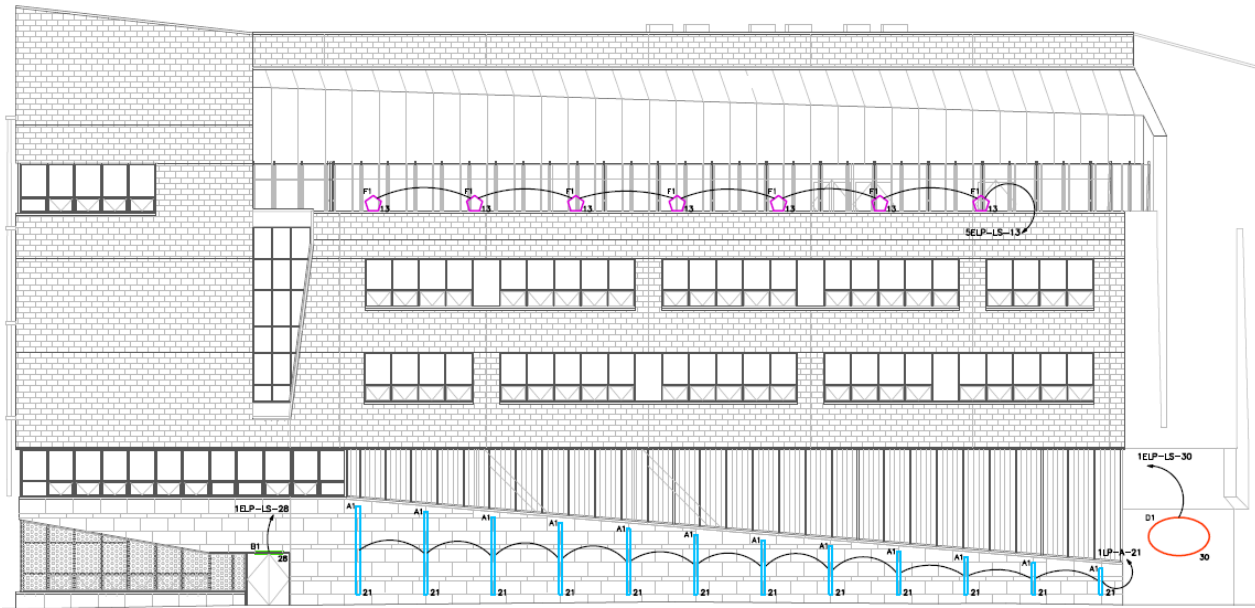 F1 F1 F1 F1 F1 F1 F1
13 13 13 13 13 13 13
5ELP-LS-13
1ELP-LS-30
1ELP-LS-28
A1 A1 A1 A1 A1 A1 A1 A1 A1 A1 A1 A1
D1
B1
28
1LP-A-21
30
21 21 21 21 21 21 21 21 21 21 21 21